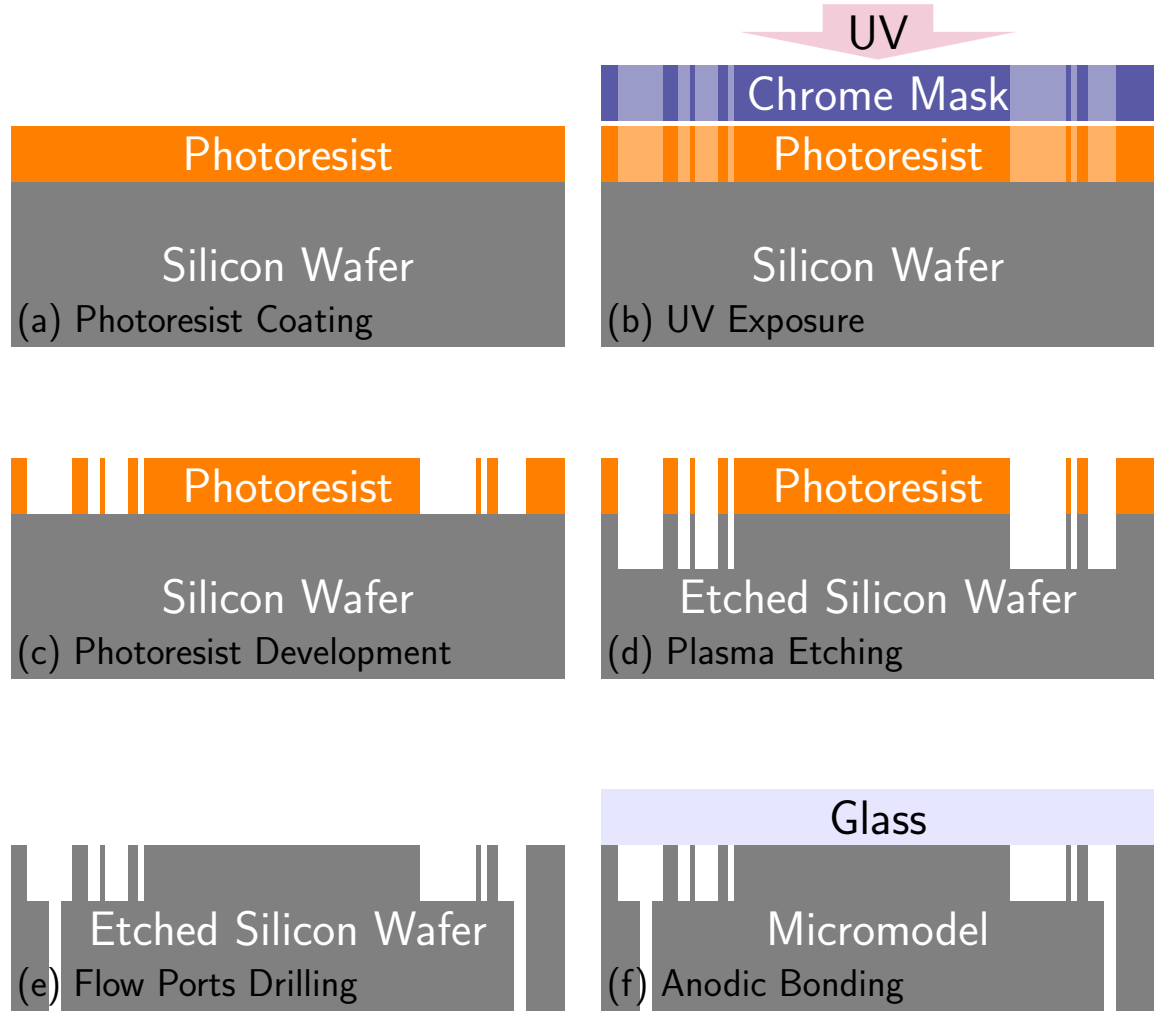 Photoresist
Silicon Wafer
(a) Photoresist Coating
UV
Chrome Mask
Photoresist
Silicon Wafer
(b) UV Exposure
Photoresist
Silicon Wafer
(c) Photoresist Development
Photoresist
Etched Silicon Wafer
(d) Plasma Etching
Etched Silicon Wafer
(e) Flow Ports Drilling
Glass
Micromodel
(f) Anodic Bonding